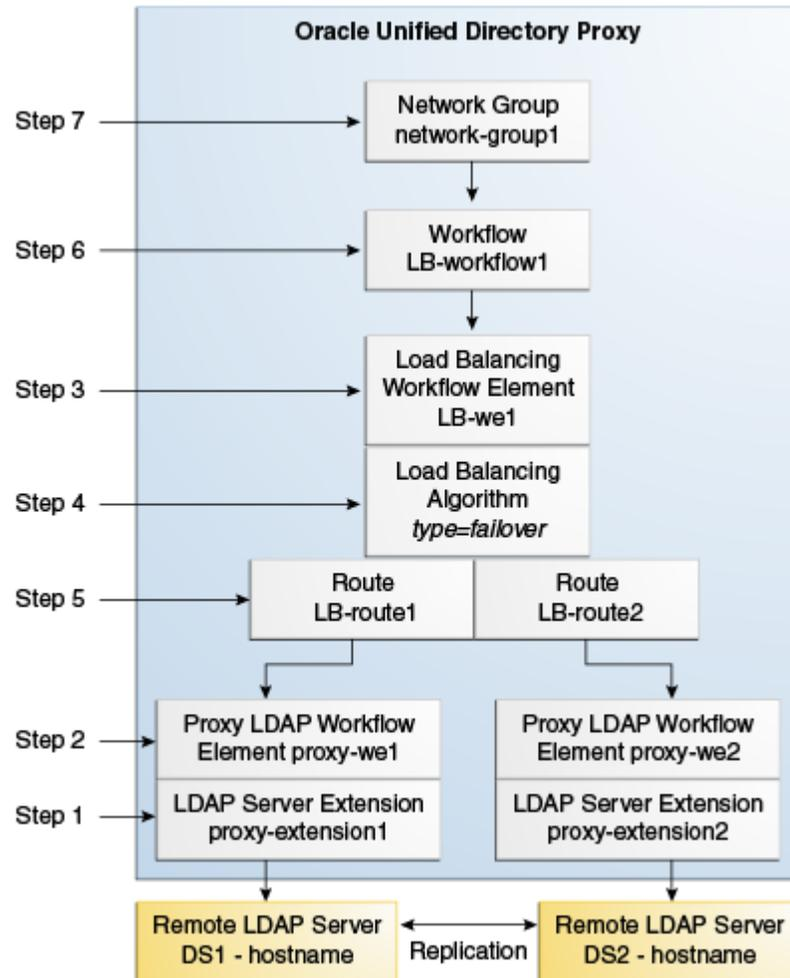 Oracle Unified Directory Proxy
Step 7
Network Group
network-group1
Step 6
Workflow
LB-workflow1
Step 3
Load Balancing
Workflow Element
LB-we1
Step 4
Load Balancing
Algorithm
type=failover
Step 5
Route
LB-route1
Route
LB-route2
Step 2
Proxy LDAP Workflow
Element proxy-we1
Proxy LDAP Workflow
Element proxy-we2
Step 1
LDAP Server Extension
proxy-extension1
LDAP Server Extension
proxy-extension2
Remote LDAP Server
DS1 - hostname
Replication
Remote LDAP Server
DS2 - hostname